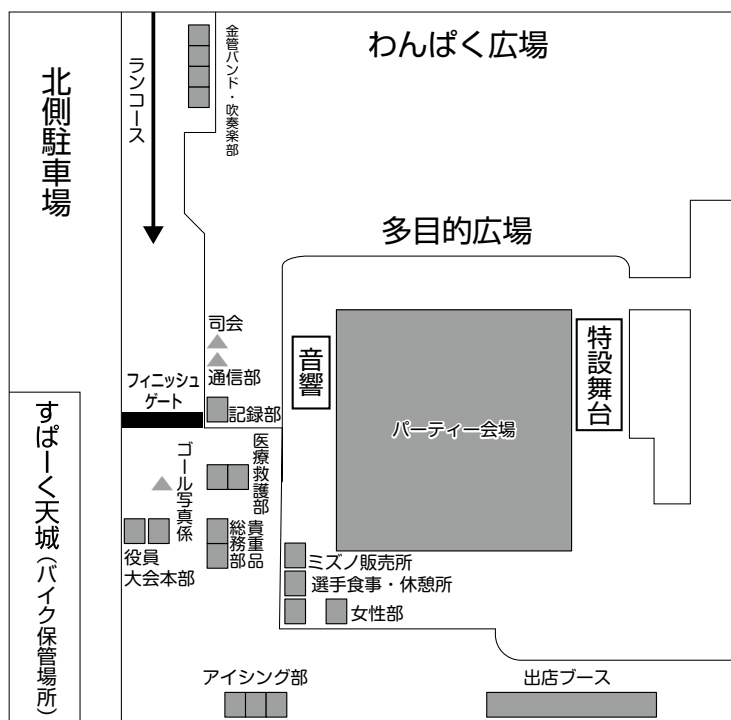 わんぱく広場
金管バンド・吹奏楽部
ランコース
北側駐車場
多目的広場
司会
通信部
音響
特設舞台
フィニッシュ
ゲート
記録部
パーティー会場
すぱーく天城(バイク保管場所)
ゴール写真係
医療救護部
貴重品
総務部
役員
大会本部
ミズノ販売所
選手食事・休憩所
女性部
アイシング部
出店ブース